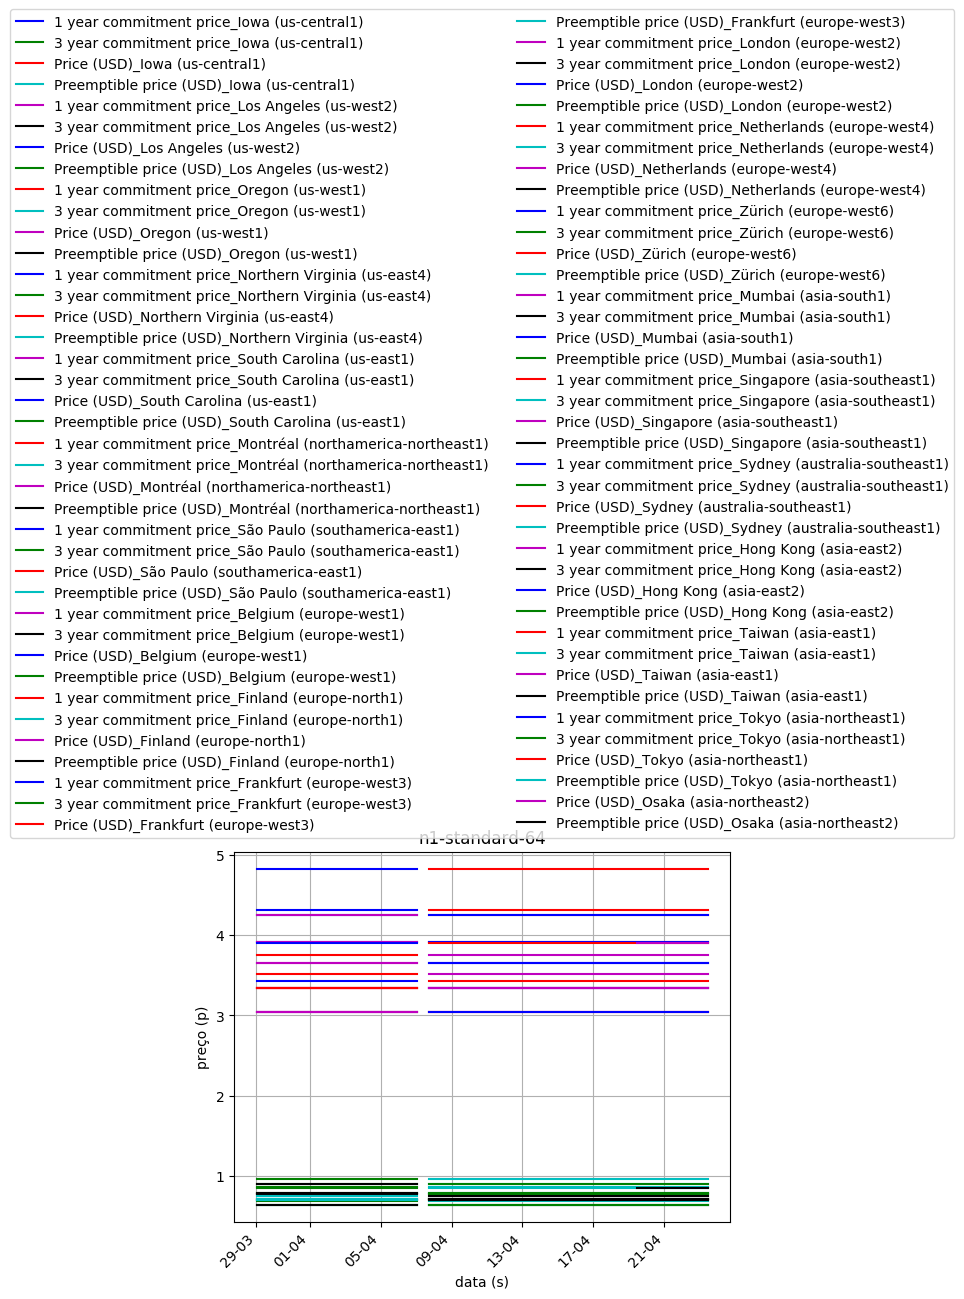 1 year commitment price_Iowa (us-central1)
3 year commitment price_Iowa (us-central1)
Price (USD)_Iowa (us-central1)
Preemptible price (USD)_Iowa (us-central1)
1 year commitment price_Los Angeles (us-west2)
3 year commitment price_Los Angeles (us-west2)
Price (USD)_Los Angeles (us-west2)
Preemptible price (USD)_Los Angeles (us-west2)
1 year commitment price_Oregon (us-west1)
3 year commitment price_Oregon (us-west1)
Price (USD)_Oregon (us-west1)
Preemptible price (USD)_Oregon (us-west1)
1 year commitment price_Northern Virginia (us-east4)
3 year commitment price_Northern Virginia (us-east4)
Price (USD)_Northern Virginia (us-east4)
Preemptible price (USD)_Northern Virginia (us-east4)
1 year commitment price_South Carolina (us-east1)
3 year commitment price_South Carolina (us-east1)
Price (USD)_South Carolina (us-east1)
Preemptible price (USD)_South Carolina (us-east1)
1 year commitment price_Montréal (northamerica-northeast1)
3 year commitment price_Montréal (northamerica-northeast1)
Price (USD)_Montréal (northamerica-northeast1)
Preemptible price (USD)_Montréal (northamerica-northeast1)
1 year commitment price_São Paulo (southamerica-east1)
3 year commitment price_São Paulo (southamerica-east1)
Price (USD)_São Paulo (southamerica-east1)
Preemptible price (USD)_São Paulo (southamerica-east1)
1 year commitment price_Belgium (europe-west1)
3 year commitment price_Belgium (europe-west1)
Price (USD)_Belgium (europe-west1)
Preemptible price (USD)_Belgium (europe-west1)
1 year commitment price_Finland (europe-north1)
3 year commitment price_Finland (europe-north1)
Price (USD)_Finland (europe-north1)
Preemptible price (USD)_Finland (europe-north1)
1 year commitment price_Frankfurt (europe-west3)
3 year commitment price_Frankfurt (europe-west3)
Price (USD)_Frankfurt (europe-west3)
Preemptible price (USD)_Frankfurt (europe-west3)
1 year commitment price_London (europe-west2)
3 year commitment price_London (europe-west2)
Price (USD)_London (europe-west2)
Preemptible price (USD)_London (europe-west2)
1 year commitment price_Netherlands (europe-west4)
3 year commitment price_Netherlands (europe-west4)
Price (USD)_Netherlands (europe-west4)
Preemptible price (USD)_Netherlands (europe-west4)
1 year commitment price_Zürich (europe-west6)
3 year commitment price_Zürich (europe-west6)
Price (USD)_Zürich (europe-west6)
Preemptible price (USD)_Zürich (europe-west6)
1 year commitment price_Mumbai (asia-south1)
3 year commitment price_Mumbai (asia-south1)
Price (USD)_Mumbai (asia-south1)
Preemptible price (USD)_Mumbai (asia-south1)
1 year commitment price_Singapore (asia-southeast1)
3 year commitment price_Singapore (asia-southeast1)
Price (USD)_Singapore (asia-southeast1)
Preemptible price (USD)_Singapore (asia-southeast1)
1 year commitment price_Sydney (australia-southeast1)
3 year commitment price_Sydney (australia-southeast1)
Price (USD)_Sydney (australia-southeast1)
Preemptible price (USD)_Sydney (australia-southeast1)
1 year commitment price_Hong Kong (asia-east2)
3 year commitment price_Hong Kong (asia-east2)
Price (USD)_Hong Kong (asia-east2)
Preemptible price (USD)_Hong Kong (asia-east2)
1 year commitment price_Taiwan (asia-east1)
3 year commitment price_Taiwan (asia-east1)
Price (USD)_Taiwan (asia-east1)
Preemptible price (USD)_Taiwan (asia-east1)
1 year commitment price_Tokyo (asia-northeast1)
3 year commitment price_Tokyo (asia-northeast1)
Price (USD)_Tokyo (asia-northeast1)
Preemptible price (USD)_Tokyo (asia-northeast1)
Price (USD)_Osaka (asia-northeast2)
Preemptible price (USD)_Osaka (asia-northeast2)
n1-standard-64
5
4
3
2
1
preço (p)
29-03
01-04
05-04
09-04
13-04
17-04
21-04
data (s)